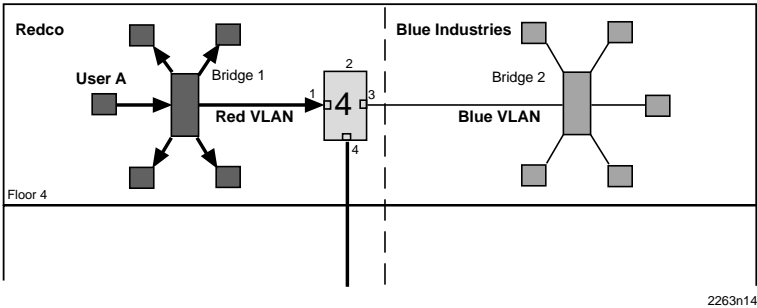 Redco
Blue Industries
2
User A
Bridge 1
Bridge 2
1
4
3
Red VLAN
Blue VLAN
4
Floor 4
2263n14